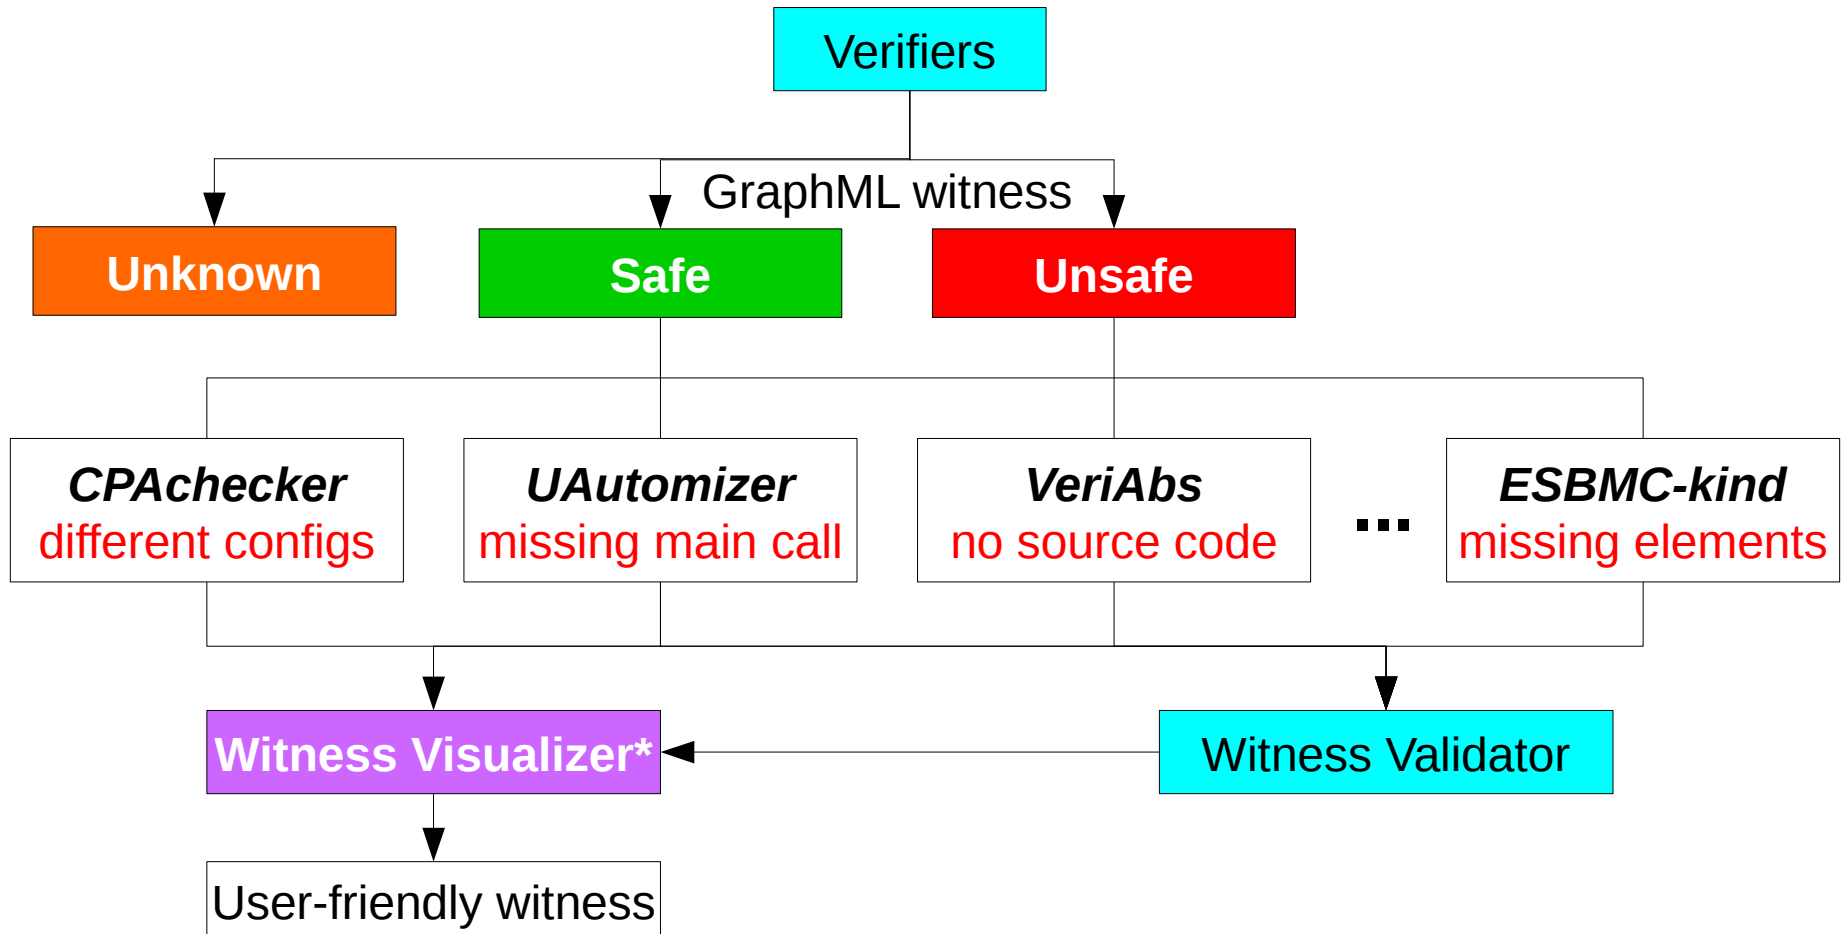 Verifiers
GraphML witness
Unknown
Safe
Unsafe
CPAchecker
different configs
UAutomizer
missing main call
VeriAbs
no source code
...
ESBMC-kind
missing elements
Witness Visualizer*
Witness Validator
User-friendly witness